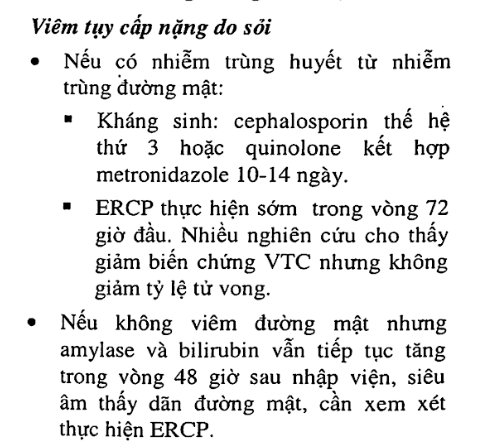 Viêm tụy cấp nặng do sỏi
• Nếu có nhiễm trùng huyết từ nhiễm
trùng đường mật:
▪ Kháng sinh: cephalosporin thế hệ
thứ 3 hoặc quinolone kết hợp
metronidazole 10-14 ngày.
▪ ERCP thực hiện sớm trong vòng 72
giờ đầu. Nhiều nghiên cứu cho thấy
giảm biến chứng VTC nhưng không
giảm tỷ lệ tử vong.
• Nếu không viêm đường mật nhưng
amylase và bilirubin vẫn tiếp tục tăng
trong vòng 48 giờ sau nhập viện, siêu
âm thấy dãn đường mật, cần xem xét
thực hiện ERCP.